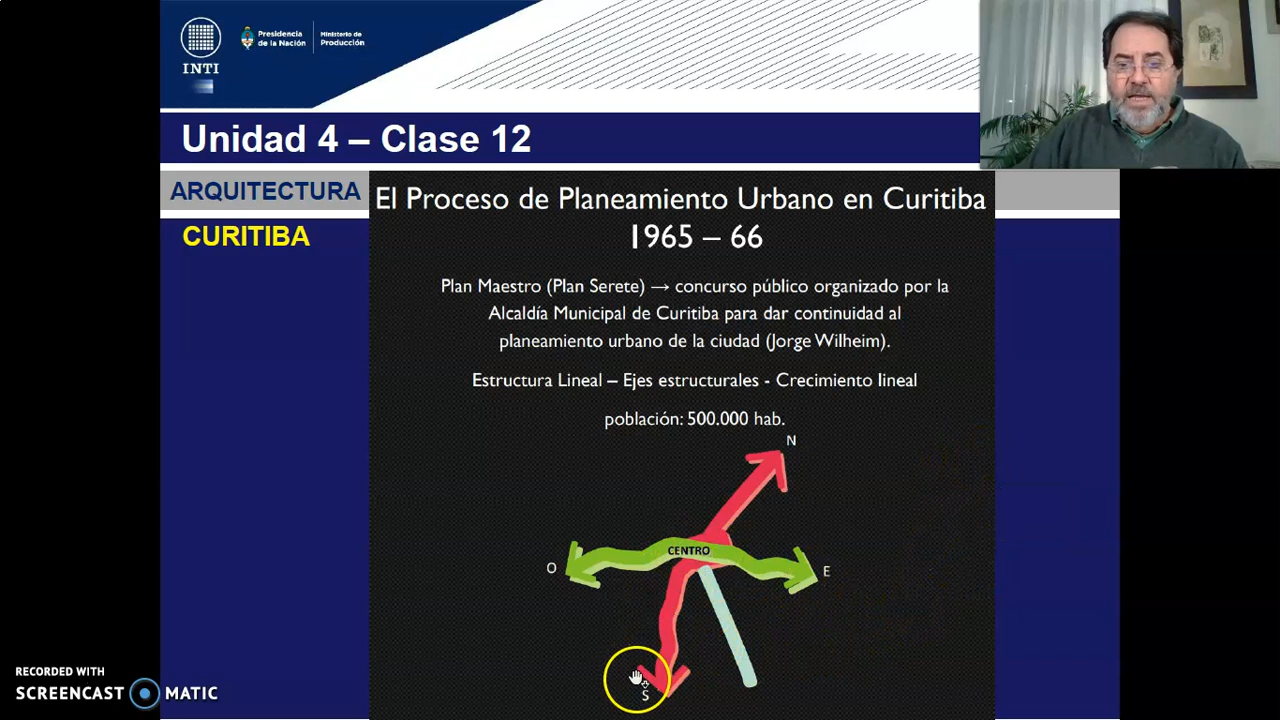 INTI
Presidencia
de la Nación
Ministerio de
Producción
Unidad 4 – Clase 12
ARQUITECTURA
CURITIBA
El Proceso de Planeamiento Urbano en Curitiba
1965 – 66
Plan Maestro (Plan Serete) → concurso público organizado por la
Alcaldía Municipal de Curitiba para dar continuidad al
planeamiento urbano de la ciudad (Jorge Wilheim).
Estructura Lineal – Ejes estructurales - Crecimiento lineal
población: 500.000 hab.
N
CENTRO
O
E
S
RECORDED WITH
SCREENCAST MATIC